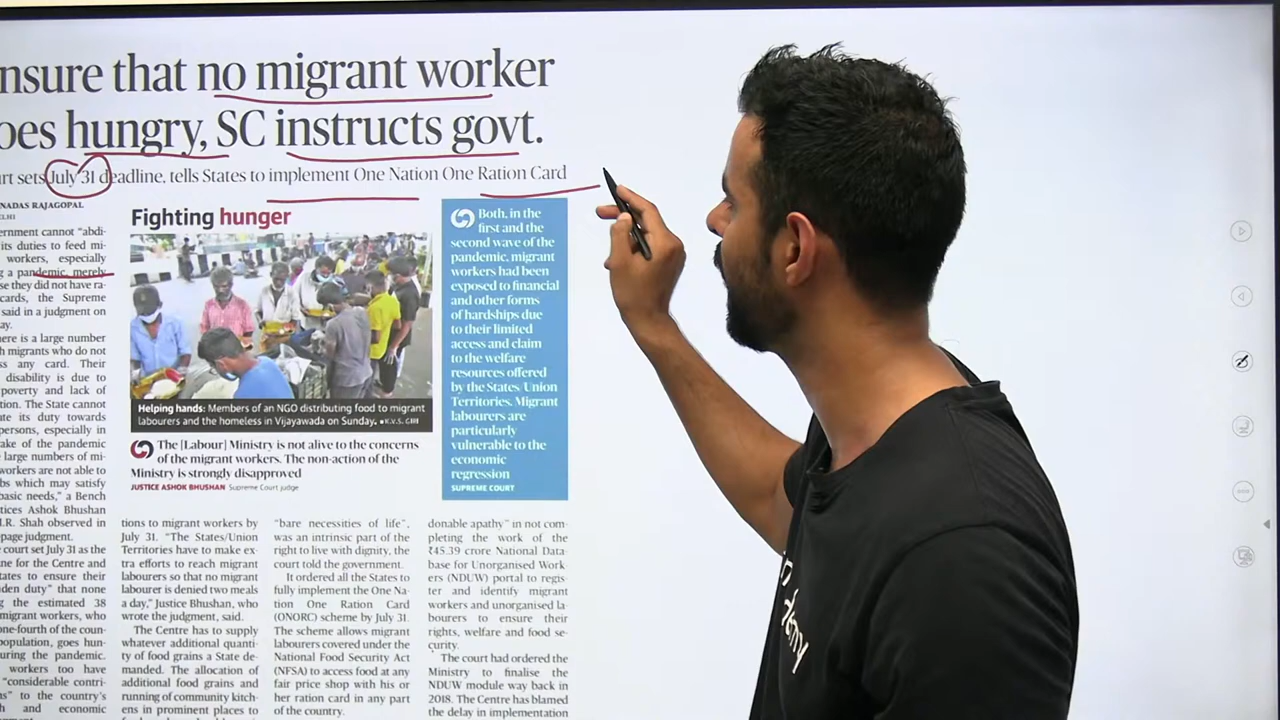 nsure that no migrant worker
oes hungry, SC instructs govt.
rt sets July 31 deadline, tells States to implement One Nation One Ration Card
NADAS RAJAGOPAL
ELHI
ernment cannot “abdi-
its duties to feed mi-
workers, especially
g a pandemic, merely
se they did not have ra-
cards, the Supreme
said in a judgment on
ay.
ere is a large number
h migrants who do not
ss any card. Their
disability is due to
poverty and lack of
tion. The State cannot
ate its duty towards
persons, especially in
ake of the pandemic
large numbers of mi-
workers are not able to
bs which may satisfy
basic needs,” a Bench
tices Ashok Bhushan
I.R. Shah observed in
page judgment.
court set July 31 as the
ne for the Centre and
tates to ensure their
den duty” that none
g the estimated 38
migrant workers, who
one-fourth of the coun-
population, goes hun-
uring the pandemic.
workers too have
“considerable contri-
s” to the country’s
h and economic
Fighting hunger
Helping hands: Members of an NGO distributing food to migrant
labourers and the homeless in Vijayawada on Sunday. K.V.S. GIRI
The [Labour] Ministry is not alive to the concerns
of the migrant workers. The non-action of the
Ministry is strongly disapproved
JUSTICE ASHOK BHUSHAN Supreme Court judge
Both, in the
first and the
second wave of the
pandemic, migrant
workers had been
exposed to financial
and other forms
of hardships due
to their limited
access and claim
to the welfare
resources offered
by the States/Union
Territories. Migrant
labourers are
particularly
vulnerable to the
economic
regression
SUPREME COURT
tions to migrant workers by
July 31. “The States/Union
Territories have to make ex-
tra efforts to reach migrant
labourers so that no migrant
labourer is denied two meals
a day,” Justice Bhushan, who
wrote the judgment, said.
The Centre has to supply
whatever additional quanti-
ty of food grains a State de-
manded. The allocation of
additional food grains and
running of community kitch-
ens in prominent places to
“bare necessities of life”,
was an intrinsic part of the
right to live with dignity, the
court told the government.
It ordered all the States to
fully implement the One Na-
tion One Ration Card
(ONORC) scheme by July 31.
The scheme allows migrant
labourers covered under the
National Food Security Act
(NFSA) to access food at any
fair price shop with his or
her ration card in any part
of the country.
donable apathy” in not com-
pleting the work of the
₹45.39 crore National Data-
base for Unorganised Work-
ers (NDUW) portal to regis-
ter and identify migrant
workers and unorganised la-
bourers to ensure their
rights, welfare and food se-
curity.
The court had ordered the
Ministry to finalise the
NDUW module way back in
2018. The Centre has blamed
the delay in implementation
demy